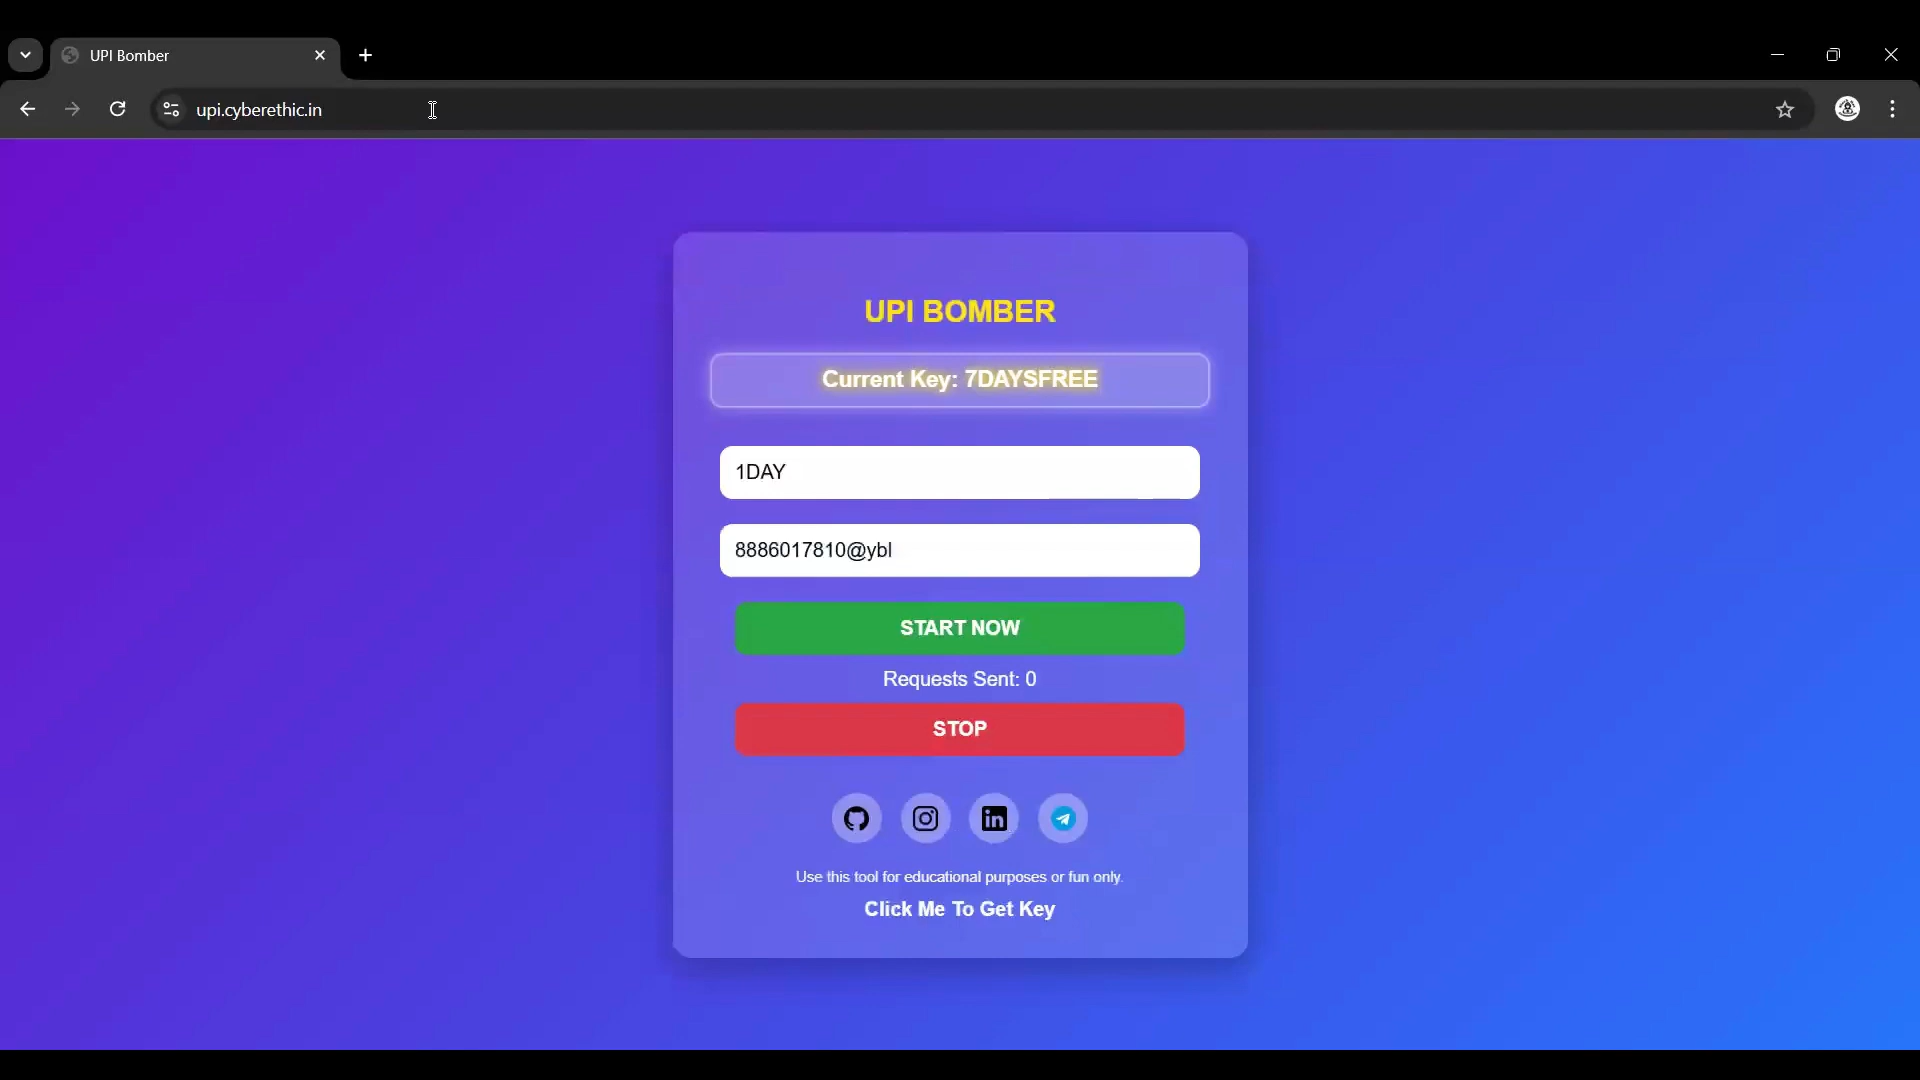 UPI Bomber
upi.cyberethic.in
UPI BOMBER
Current Key: 7DAYSFREE
1DAY
8886017810@ybl
START NOW
Requests Sent: 0
STOP
in
Use this tool for educational purposes or fun only.
Click Me To Get Key